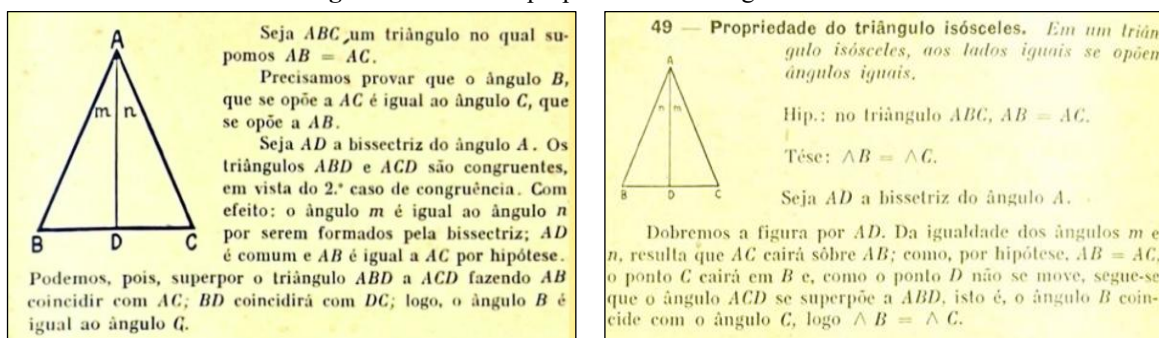 A
m n
B D C
Seja ABC um triângulo no qual su-
pomos AB = AC.
Precisamos provar que o ângulo B,
que se opõe a AC é igual ao ângulo C, que
se opõe a AB.
Seja AD a bissectriz do ângulo A. Os
triângulos ABD e ACD são congruentes,
em vista do 2.º caso de congruência. Com
efeito: o ângulo m é igual ao ângulo n
por serem formados pela bissectriz; AD
é comum e AB é igual a AC por hipótese.
Podemos, pois, superpor o triângulo ABD a ACD fazendo AB
coincidir com AC; BD coincidirá com DC; logo, o ângulo B é
igual ao ângulo C.
49 — Propriedade do triângulo isósceles. Em um triân
gulo isósceles, aos lados iguais se opõem
ângulos iguais.
A
m
B D C
Hip.: no triângulo ABC, AB = AC.
Tése: ∧B = ∧C.
Seja AD a bissetriz do ângulo A.
Dobremos a figura por AD. Da igualdade dos ângulos m e
n, resulta que AC cairá sôbre AB; como, por hipótese, AB = AC,
o ponto C cairá em B e, como o ponto D não se move, segue-se
que o ângulo ACD se superpõe a ABD, isto é, o ângulo B coin-
cide com o ângulo C, logo ∧ B = ∧ C.